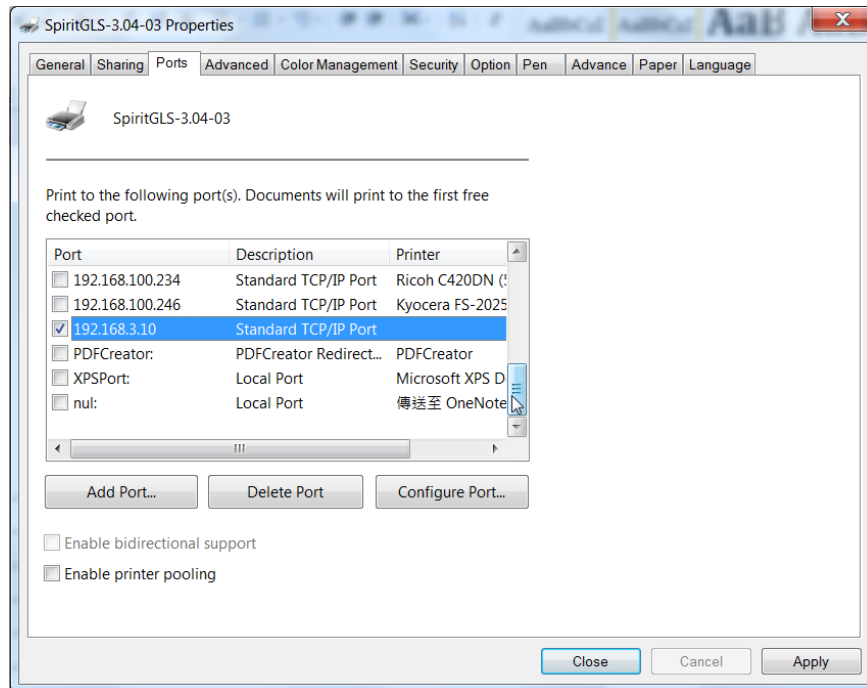 SpiritGLS-3.04-03 Properties
General Sharing Ports Advanced Color Management Security Option Pen Advance Paper Language
SpiritGLS-3.04-03
Print to the following port(s). Documents will print to the first free
checked port.
Port Description Printer
192.168.100.234 Standard TCP/IP Port Ricoh C420DN (
192.168.100.246 Standard TCP/IP Port Kyocera FS-2025
192.168.3.10 Standard TCP/IP Port
PDFCreator: PDFCreator Redirect... PDFCreator
XPSPort: Local Port Microsoft XPS D
nul: Local Port 傳送至 OneNote
Add Port... Delete Port Configure Port...
Enable bidirectional support
Enable printer pooling
Close Cancel Apply